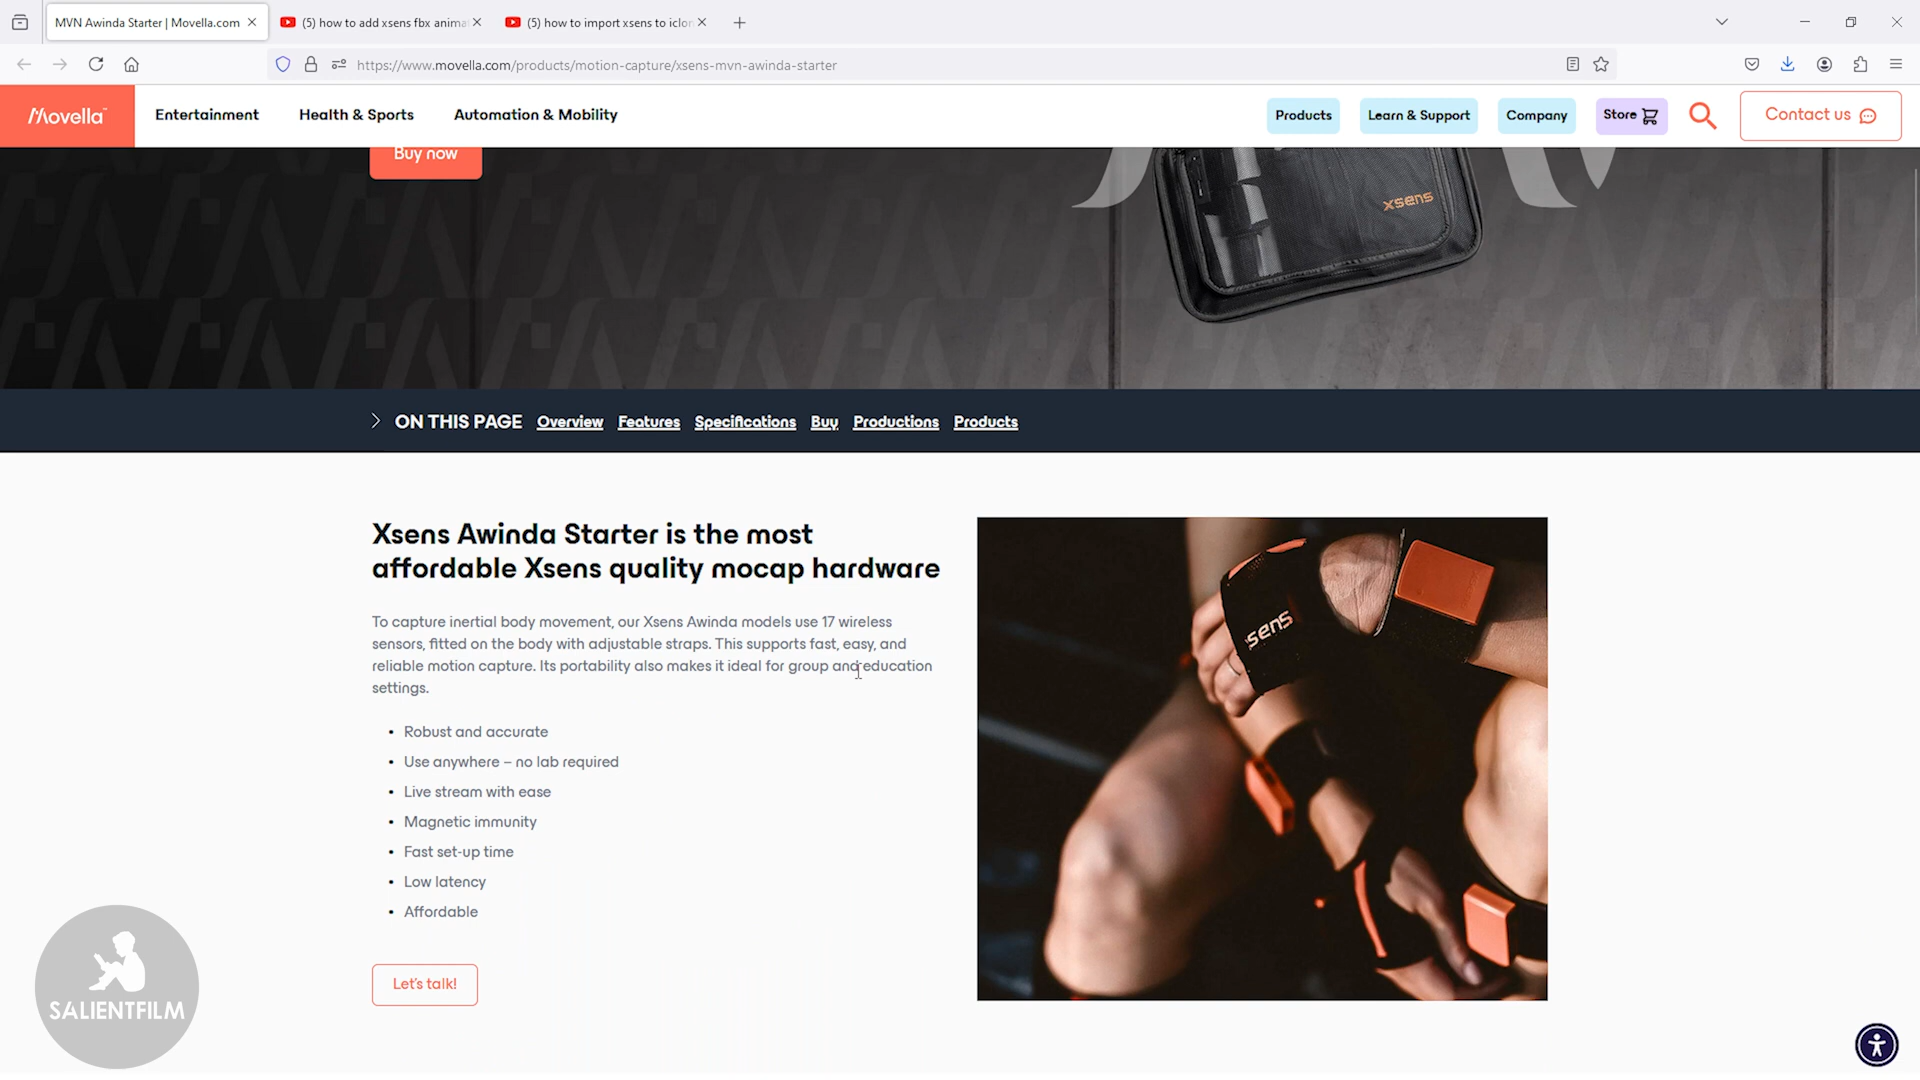 MVN Awinda Starter | Movella.com
(5) how to add xsens fbx anima
(5) how to import xsens to iclon
https://www.movella.com/products/motion-capture/xsens-mvn-awinda-starter
Movella
Entertainment
Health & Sports
Automation & Mobility
Products
Learn & Support
Company
Store
Contact us
Buy now
xsens
ON THIS PAGE Overview Features Specifications Buy Productions Products
Xsens Awinda Starter is the most
affordable Xsens quality mocap hardware
To capture inertial body movement, our Xsens Awinda models use 17 wireless
sensors, fitted on the body with adjustable straps. This supports fast, easy, and
reliable motion capture. Its portability also makes it ideal for group and education
settings.
• Robust and accurate
• Use anywhere – no lab required
• Live stream with ease
• Magnetic immunity
• Fast set-up time
• Low latency
• Affordable
Let's talk!
sens
SALIENTFILM